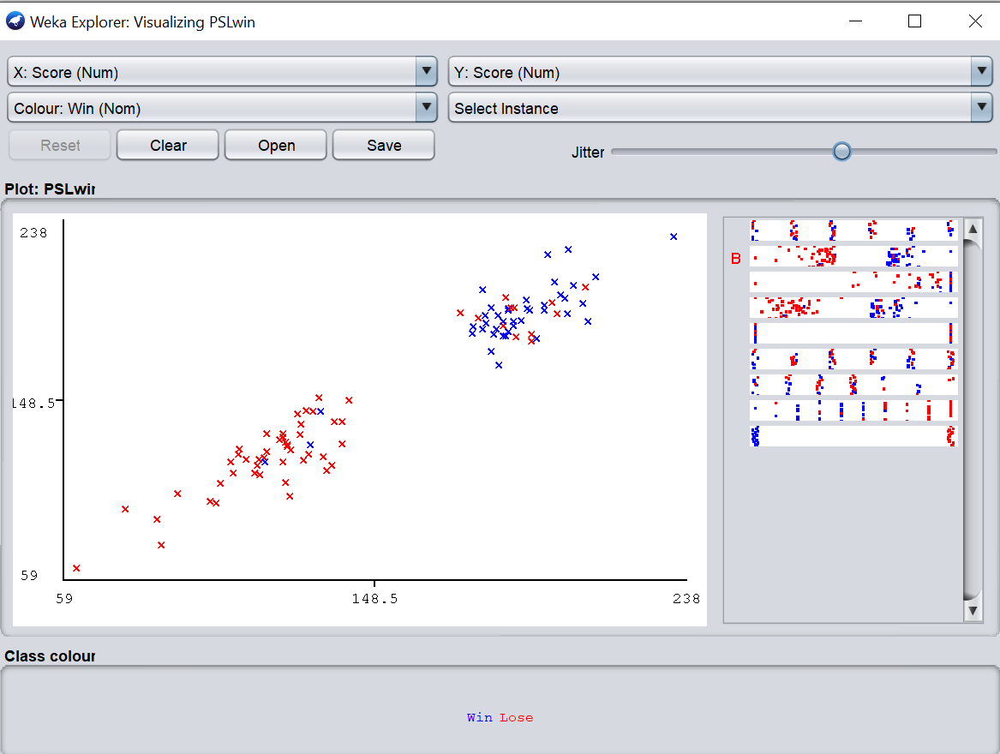 Weka Explorer: Visualizing PSLwin
X: Score (Num)
Y: Score (Num)
Colour: Win (Nom)
Select Instance
Reset
Clear
Open
Save
Jitter
Plot: PSLwin
238
148.5
59
59
148.5
238
B
Class colour
Win Lose